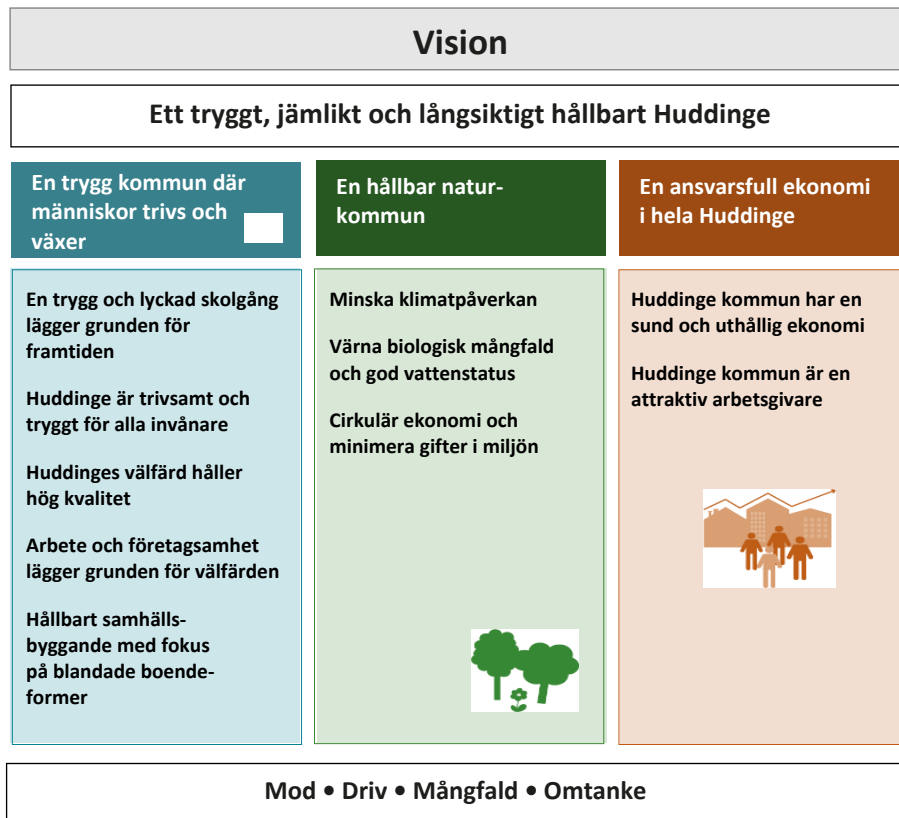 Vision
Ett tryggt, jämlikt och långsiktigt hållbart Huddinge
En trygg kommun där
människor trivs och
växer
En trygg och lyckad skolgång
lägger grunden för
framtiden
Huddinge är trivsamt och
tryggt för alla invånare
Huddinges välfärd håller
hög kvalitet
Arbete och företagsamhet
lägger grunden för välfärden
Hållbart samhälls-
byggande med fokus
på blandade boende-
former
En hållbar natur-
kommun
Minska klimatpåverkan
Värna biologisk mångfald
och god vattenstatus
Cirkulär ekonomi och
minimera gifter i miljön
En ansvarsfull ekonomi
i hela Huddinge
Huddinge kommun har en
sund och uthållig ekonomi
Huddinge kommun är en
attraktiv arbetsgivare
Mod • Driv • Mångfald • Omtanke